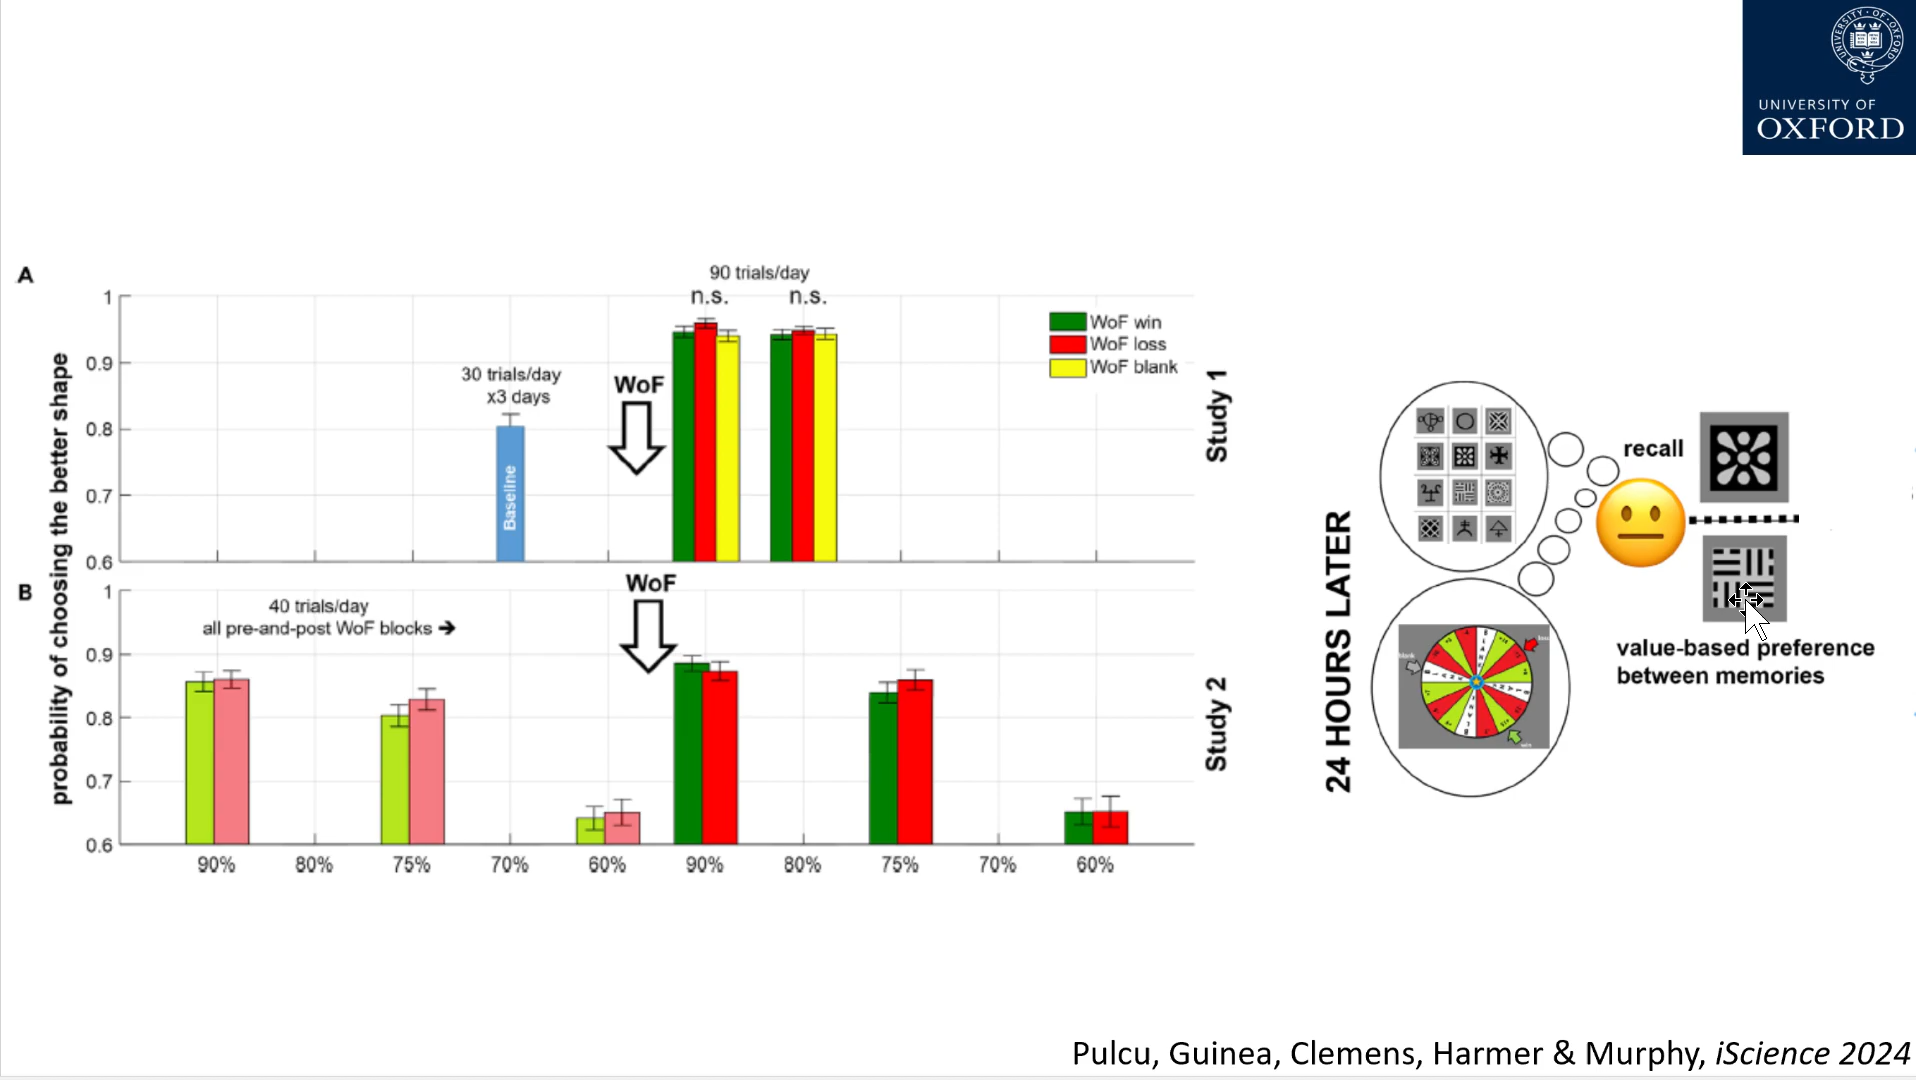 UNIVERSITY OF
OXFORD
A
90 trials/day
n.s. n.s.
1
0.9
0.8
0.7
0.6
probability of choosing the better shape
30 trials/day
x3 days
Baseline
WoF
WoF win
WoF loss
WoF blank
Study 1
B
40 trials/day
all pre-and-post WoF blocks ➔
WoF
1
0.9
0.8
0.7
0.6
90% 80% 75% 70% 60% 90% 80% 75% 70% 60%
Study 2
24 HOURS LATER
recall
value-based preference
between memories
Pulcu, Guinea, Clemens, Harmer & Murphy, iScience 2024